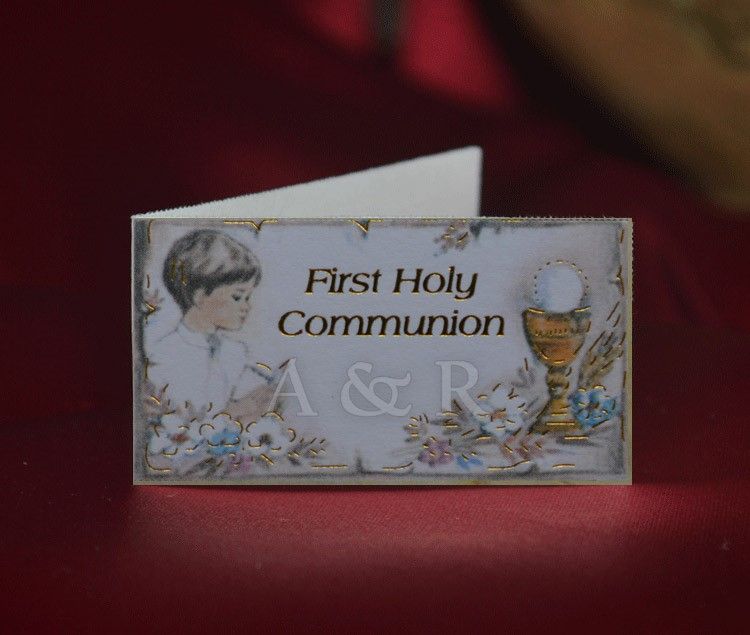 First Holy
Communion
A & R